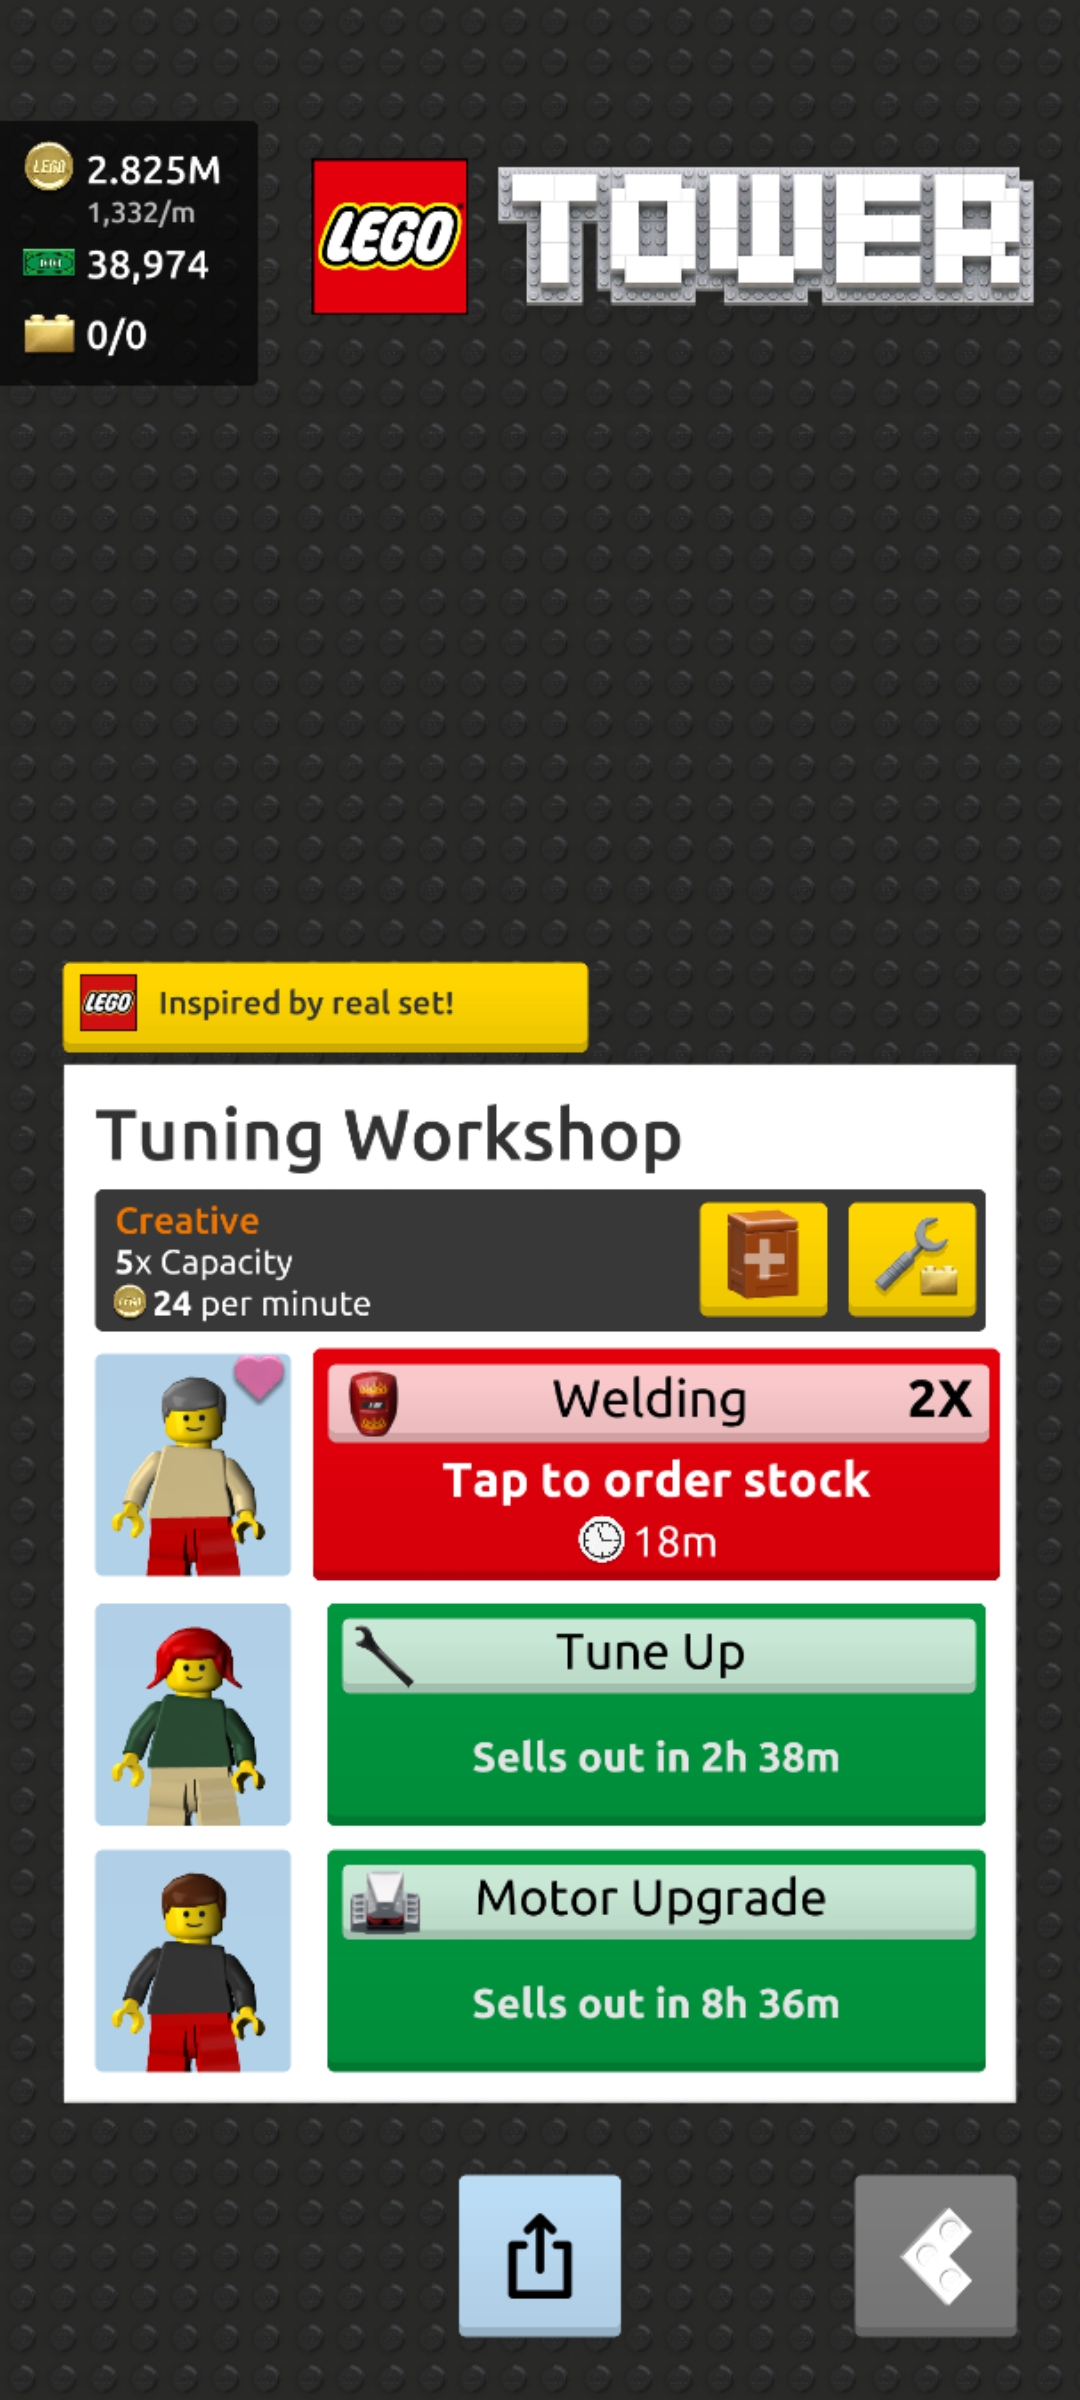 2.825M
1,332/m
38,974
0/0
LEGO TOWER
LEGO Inspired by real set!
Tuning Workshop
Creative
5x Capacity
24 per minute
Welding 2X
Tap to order stock
18m
Tune Up
Sells out in 2h 38m
Motor Upgrade
Sells out in 8h 36m